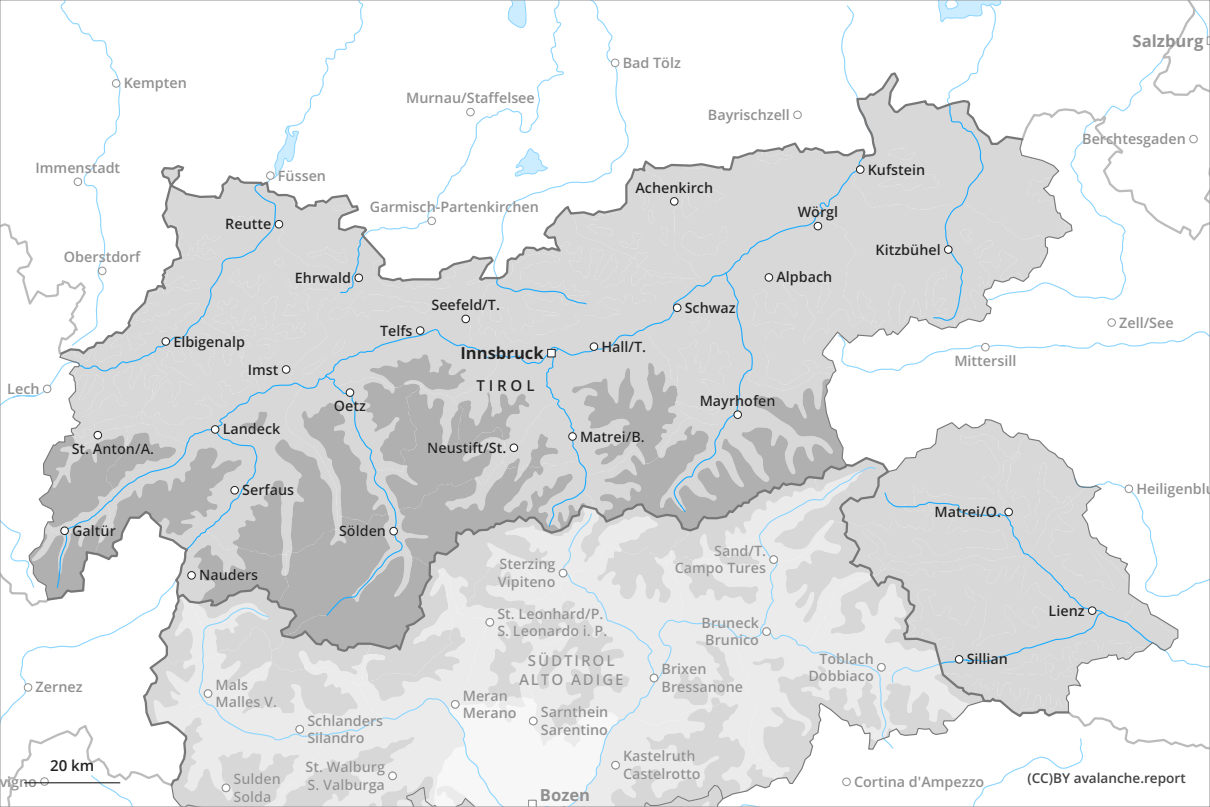 Salzburg
Bad Tölz
Kempten
Murnau/Staffelsee
Bayrischzell
Berchtesgaden
Immenstadt
Füssen
Kufstein
Achenkirch
Garmisch-Partenkirchen
Wörgl
Reutte
Kitzbühel
Oberstdorf
Ehrwald
Alpbach
Seefeld/T.
Schwaz
Zell/See
Telfs
Elbigenalp
Hall/T.
Innsbruck
Mittersill
Imst
TIROL
Lech
Oetz
Mayrhofen
Landeck
Matrei/B.
St. Anton/A.
Neustift/St.
Serfaus
Heiligenblu
Matrei/O.
Galtür
Sölden
Sand/T.
Campo Tures
Sterzing
Vipiteno
Nauders
Lienz
St. Leonhard/P.
S. Leonardo i. P.
Bruneck
Brunico
SÜDTIROL
ALTO ADIGE
Toblach
Dobbiaco
Sillian
Brixen
Bressanone
Zernez
Mals
Malles V.
Meran
Merano
Sarnthein
Sarentino
Schlanders
Silandro
Kastelruth
Castelrotto
20 km
St. Walburg
S. Valburga
vigno
Sulden
Solda
Cortina d'Ampezzo
(CC)BY avalanche.report
Bozen